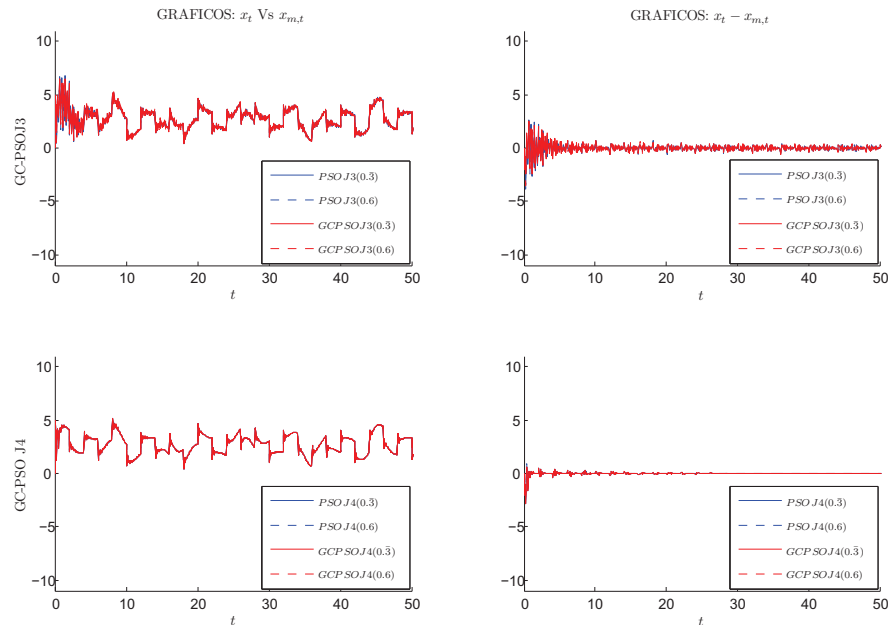 GRAFICOS: $x_t$ Vs $x_{m,t}$
GC-PSOJ3
10
5
0
−5
−10
PSOJ3(0.3̄)
PSOJ3(0.6)
GCPSOJ3(0.3̄)
GCPSOJ3(0.6)
0 10 20 30 40 50
t
GRAFICOS: $x_t - x_{m,t}$
10
5
0
−5
−10
PSOJ3(0.3̄)
PSOJ3(0.6)
GCPSOJ3(0.3̄)
GCPSOJ3(0.6)
0 10 20 30 40 50
t
GC-PSO J4
10
5
0
−5
−10
PSOJ4(0.3̄)
PSOJ4(0.6)
GCPSOJ4(0.3̄)
GCPSOJ4(0.6)
0 10 20 30 40 50
t
10
5
0
−5
−10
PSOJ4(0.3̄)
PSOJ4(0.6)
GCPSOJ4(0.3̄)
GCPSOJ4(0.6)
0 10 20 30 40 50
t